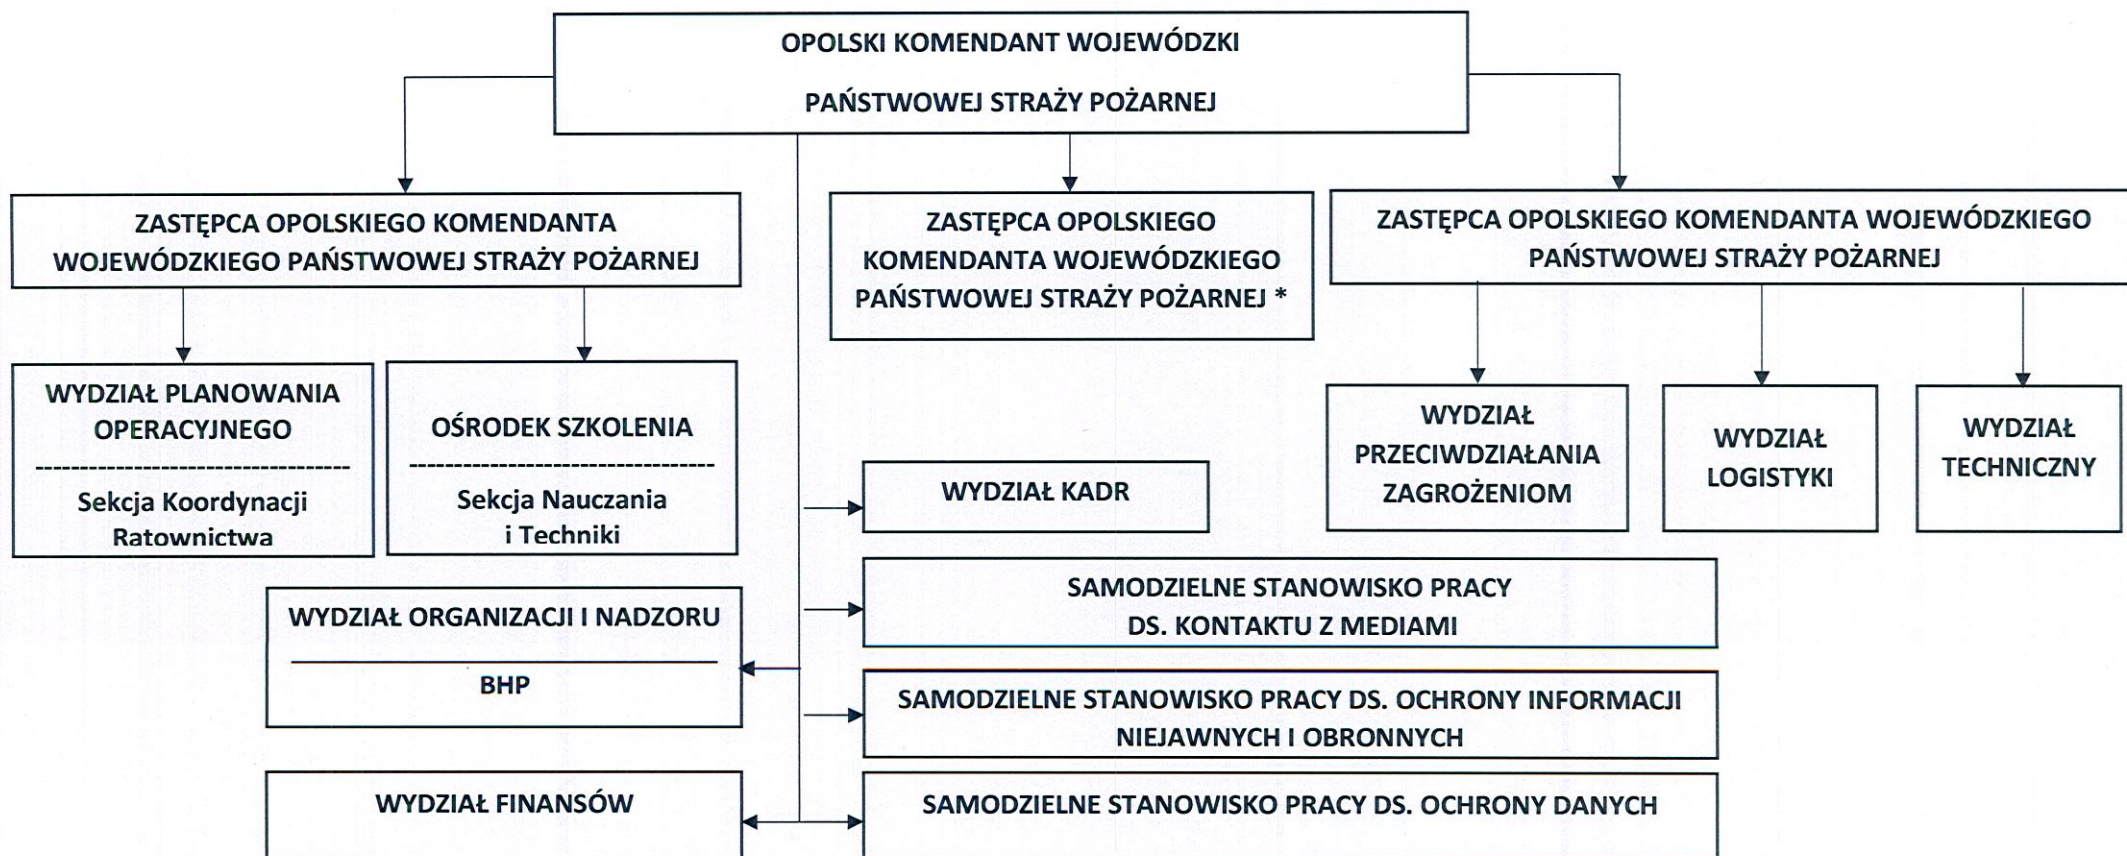 OPOLSKI KOMENDANT WOJEWÓDZKI
PAŃSTWOWEJ STRAŻY POŻARNEJ
ZASTĘPCA OPOLSKIEGO KOMENDANTA
WOJEWÓDZKIEGO PAŃSTWOWEJ STRAŻY POŻARNEJ
ZASTĘPCA OPOLSKIEGO
KOMENDANTA WOJEWÓDZKIEGO
PAŃSTWOWEJ STRAŻY POŻARNEJ *
ZASTĘPCA OPOLSKIEGO KOMENDANTA WOJEWÓDZKIEGO
PAŃSTWOWEJ STRAŻY POŻARNEJ
WYDZIAŁ PLANOWANIA
OPERACYJNEGO
Sekcja Koordynacji
Ratownictwa
OŚRODEK SZKOLENIA
Sekcja Nauczania
i Techniki
WYDZIAŁ
PRZECIWDZIAŁANIA
ZAGROŻENIOM
WYDZIAŁ
LOGISTYKI
WYDZIAŁ
TECHNICZNY
WYDZIAŁ KADR
SAMODZIELNE STANOWISKO PRACY
DS. KONTAKTU Z MEDIAMI
WYDZIAŁ ORGANIZACJI I NADZORU
BHP
SAMODZIELNE STANOWISKO PRACY DS. OCHRONY INFORMACJI
NIEJAWNYCH I OBRONNYCH
WYDZIAŁ FINANSÓW
SAMODZIELNE STANOWISKO PRACY DS. OCHRONY DANYCH